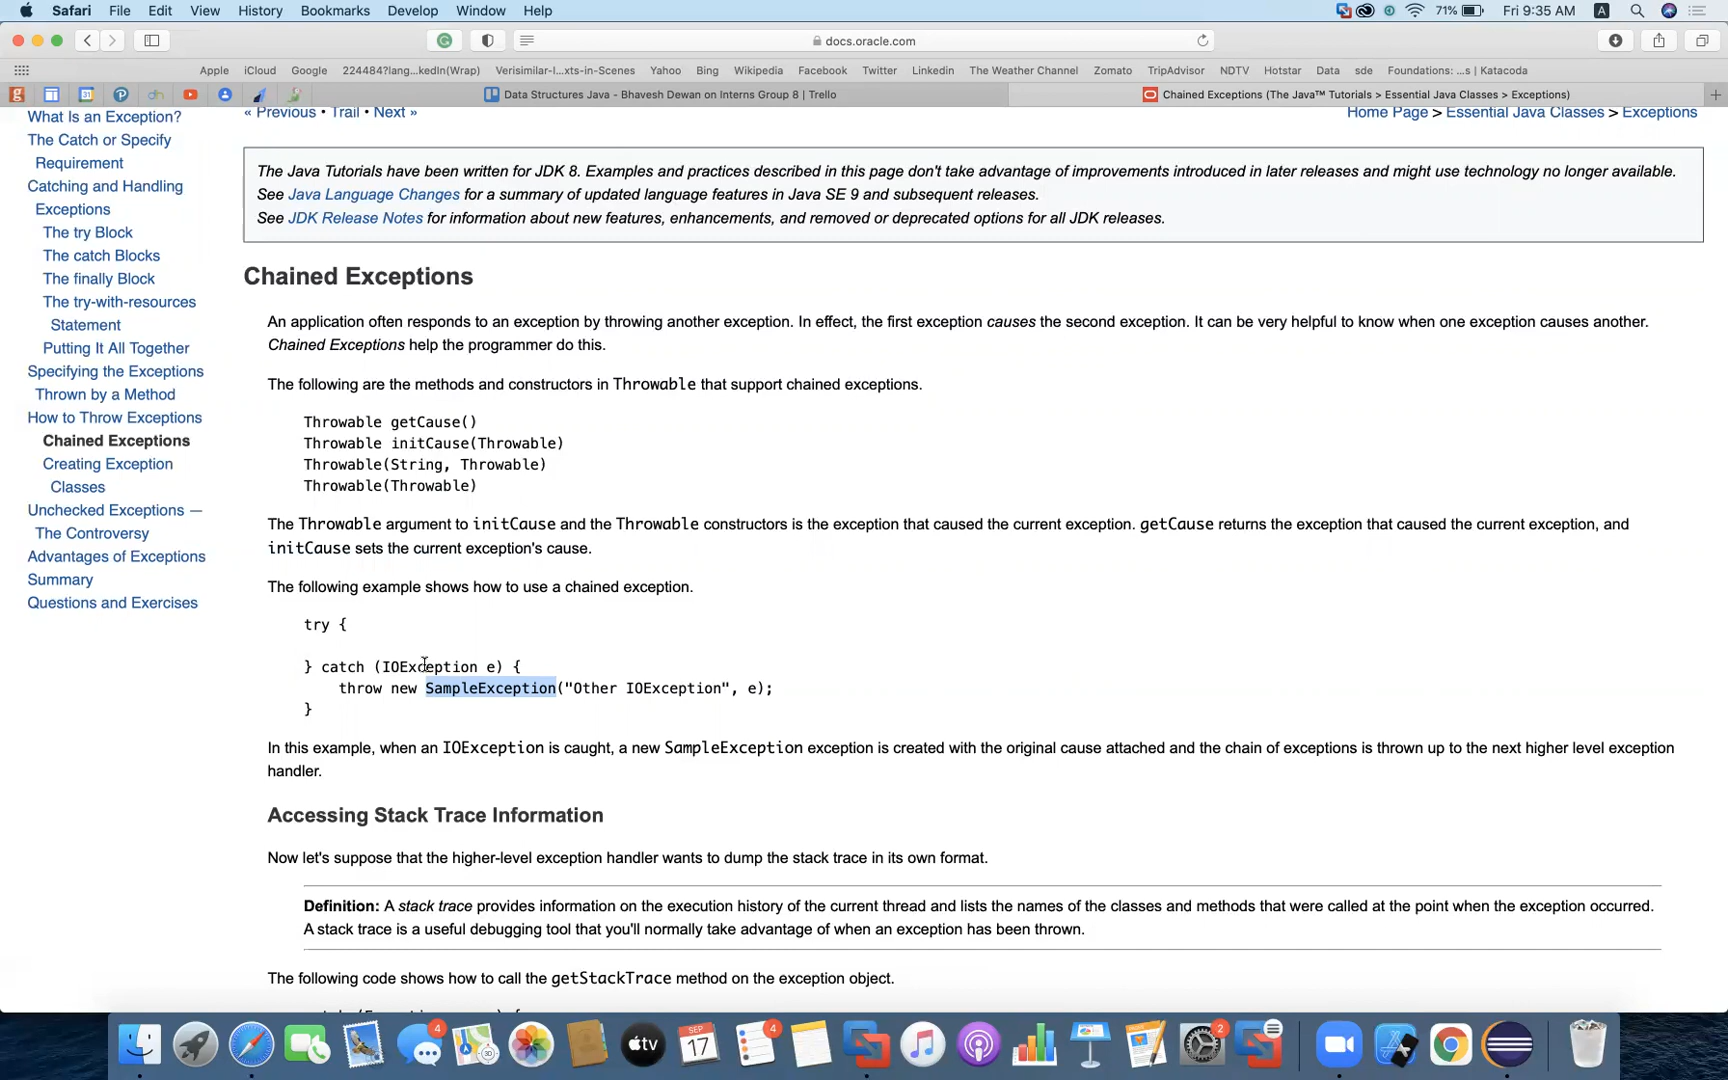 Safari File Edit View History Bookmarks Develop Window Help 71% Fri 9:35 AM A
docs.oracle.com
Apple iCloud Google 224484?lang...kedIn(Wrap) Verisimilar-I...xts-in-Scenes Yahoo Bing Wikipedia Facebook Twitter Linkedin The Weather Channel Zomato TripAdvisor NDTV Hotstar Data sde Foundations: ...s | Katacoda
Data Structures Java - Bhavesh Dewan on Interns Group 8 | Trello Chained Exceptions (The Java™ Tutorials > Essential Java Classes > Exceptions)
« Previous • Trail • Next » Home Page > Essential Java Classes > Exceptions
What Is an Exception?
The Catch or Specify
Requirement
Catching and Handling
Exceptions
The try Block
The catch Blocks
The finally Block
The try-with-resources
Statement
Putting It All Together
Specifying the Exceptions
Thrown by a Method
How to Throw Exceptions
Chained Exceptions
Creating Exception
Classes
Unchecked Exceptions —
The Controversy
Advantages of Exceptions
Summary
Questions and Exercises
The Java Tutorials have been written for JDK 8. Examples and practices described in this page don't take advantage of improvements introduced in later releases and might use technology no longer available.
See Java Language Changes for a summary of updated language features in Java SE 9 and subsequent releases.
See JDK Release Notes for information about new features, enhancements, and removed or deprecated options for all JDK releases.
Chained Exceptions
An application often responds to an exception by throwing another exception. In effect, the first exception causes the second exception. It can be very helpful to know when one exception causes another.
Chained Exceptions help the programmer do this.
The following are the methods and constructors in Throwable that support chained exceptions.
Throwable getCause()
Throwable initCause(Throwable)
Throwable(String, Throwable)
Throwable(Throwable)
The Throwable argument to initCause and the Throwable constructors is the exception that caused the current exception. getCause returns the exception that caused the current exception, and
initCause sets the current exception's cause.
The following example shows how to use a chained exception.
try {
} catch (IOException e) {
throw new SampleException("Other IOException", e);
}
In this example, when an IOException is caught, a new SampleException exception is created with the original cause attached and the chain of exceptions is thrown up to the next higher level exception
handler.
Accessing Stack Trace Information
Now let's suppose that the higher-level exception handler wants to dump the stack trace in its own format.
Definition: A stack trace provides information on the execution history of the current thread and lists the names of the classes and methods that were called at the point when the exception occurred.
A stack trace is a useful debugging tool that you'll normally take advantage of when an exception has been thrown.
The following code shows how to call the getStackTrace method on the exception object.
4 tv SEP 17 4 2